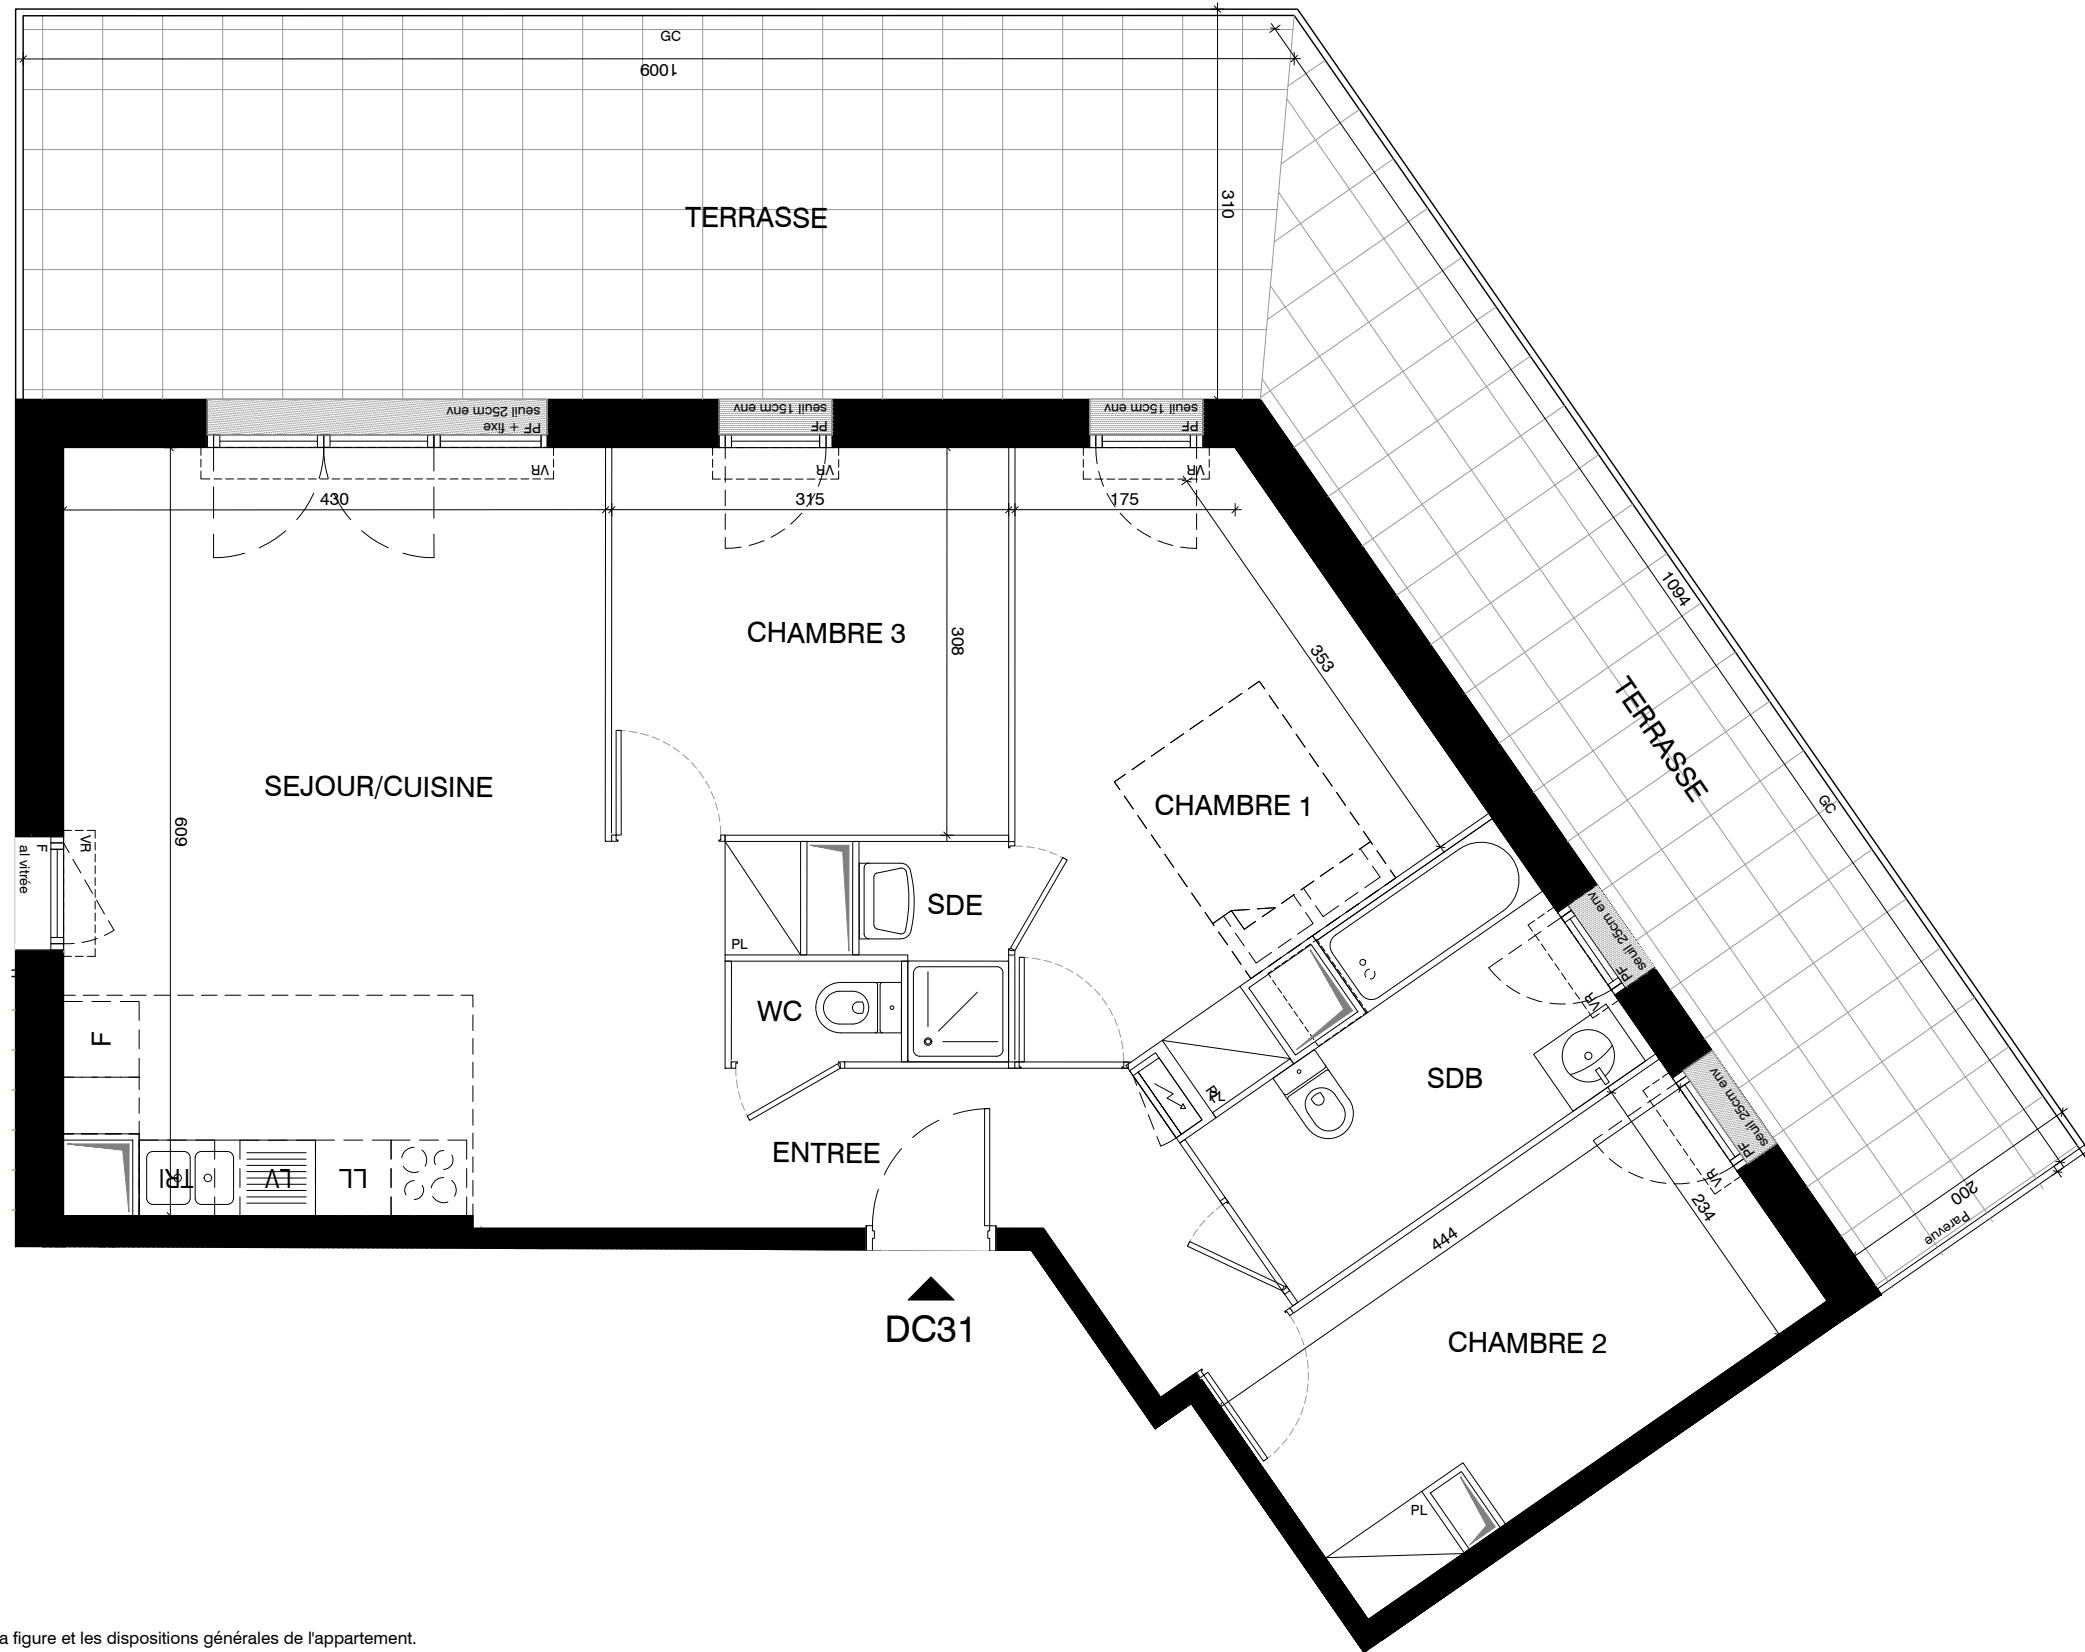 GC
1009
TERRASSE
310
seuil 25cm env
PF + fixe
VR
seuil 15cm env
PF
VR
seuil 15cm env
PF
VR
430
315
175
CHAMBRE 3
308
353
1094
TERRASSE
GC
SEJOUR/CUISINE
609
CHAMBRE 1
VR
F
al vitrée
SDE
PL
WC
F
seuil 25cm env
PF
VR
SDB
PL
seuil 25cm env
PF
VR
ENTREE
TRI
LV
LL
200
Parevue
234
444
DC31
CHAMBRE 2
PL
a figure et les dispositions générales de l'appartement.